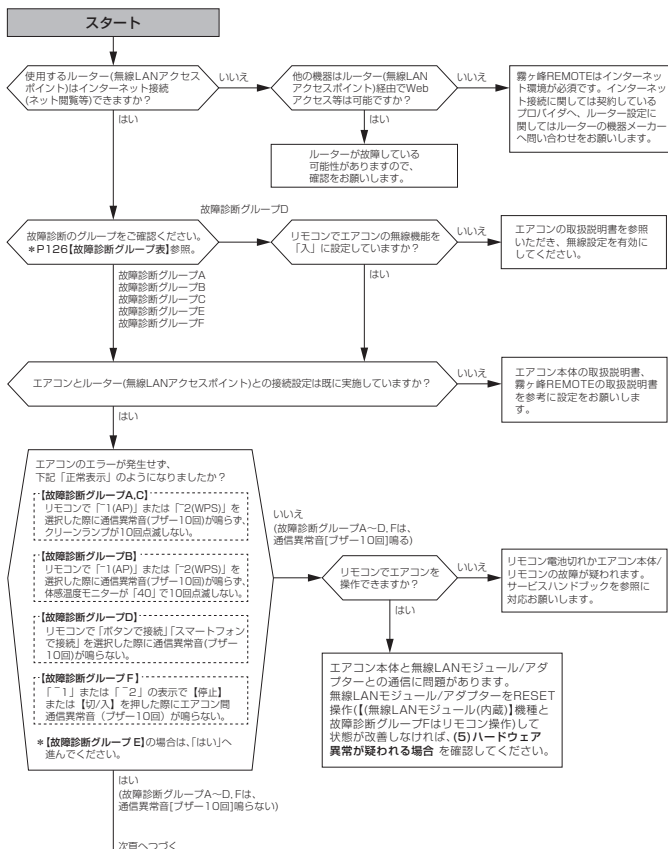 スタート
使用するルーター(無線LANアクセス
ポイント)はインターネット接続
(ネット閲覧等)できますか？
いいえ
他の機器はルーター(無線LAN
アクセスポイント)経由でWeb
アクセス等は可能ですか？
いいえ
霧ヶ峰REMOTEはインターネッ
ト環境が必須です。インターネッ
ト接続に関しては契約している
プロバイダへ、ルーター設定に
関してはルーターの機器メーカー
へ問い合わせをお願いします。
はい
はい
ルーターが故障している
可能性がありますので、
確認をお願いします。
故障診断グループD
故障診断のグループをご確認ください。
＊P126【故障診断グループ表】参照。
リモコンでエアコンの無線機能を
「入」に設定していますか？
いいえ
エアコンの取扱説明書を参照
いただき、無線設定を有効に
してください。
故障診断グループA
故障診断グループB
故障診断グループC
故障診断グループE
故障診断グループF
はい
エアコンとルーター(無線LANアクセスポイント)との接続設定は既に実施していますか？
いいえ
エアコン本体の取扱説明書、
霧ヶ峰REMOTEの取扱説明書
を参考に設定をお願いしま
す。
はい
エアコンのエラーが発生せず、
下記「正常表示」のようになりましたか？
【故障診断グループA,C】
リモコンで「￣1(AP)」または「￣2(WPS)」を
選択した際に通信異常音(ブザー10回)が鳴らず、
クリーンランプが10回点滅しない。
【故障診断グループB】
リモコンで「￣1(AP)」または「￣2(WPS)」を
選択した際に通信異常音(ブザー10回)が鳴らず、
体感温度モニターが「40」で10回点滅しない。
【故障診断グループD】
リモコンで「ボタンで接続」「スマートフォン
で接続」を選択した際に通信異常音(ブザー
10回)が鳴らない。
【故障診断グループF】
「￣1」または「￣2」の表示で【停止】
または【切/入】を押した際にエアコン間
通信異常音（ブザー10回）が鳴らない。
＊【故障診断グループE】の場合は、「はい」へ
進んでください。
いいえ
(故障診断グループA～D,Fは、
通信異常音[ブザー10回]鳴る)
リモコンでエアコンを
操作できますか？
いいえ
リモコン電池切れかエアコン本体/
リモコンの故障が疑われます。
サービスハンドブックを参照に
対応お願いします。
はい
エアコン本体と無線LANモジュール/アダ
プターとの通信に問題があります。
無線LANモジュール/アダプターをRESET
操作(【(無線LANモジュール(内蔵)】機種と
故障診断グループFはリモコン操作)して
状態が改善しなければ、(5)ハードウェア
異常が疑われる場合 を確認してください。
はい
(故障診断グループA～D,Fは、
通信異常音[ブザー10回]鳴らない)
次頁へつづく